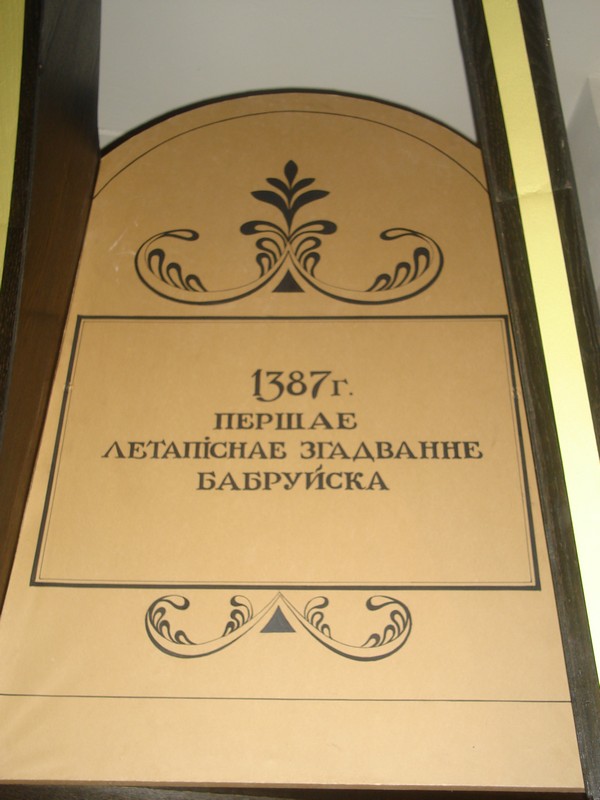 1387г.
ПЕРШАЕ
ЛЕТАПІСНАЕ ЗГАДВАННЕ
БАБРУЙСКА